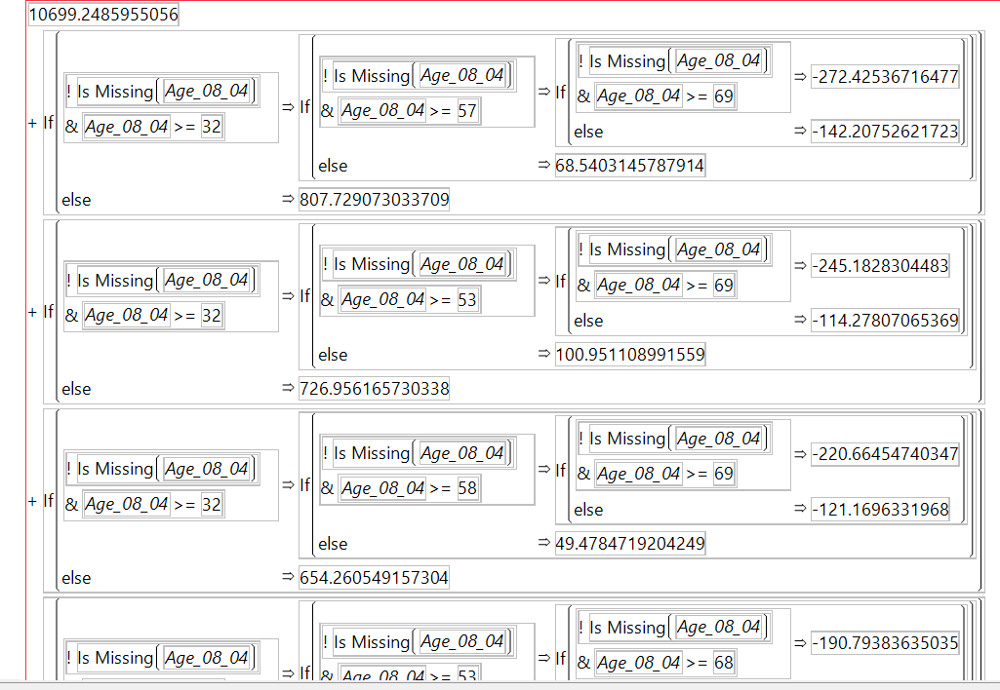 10699.2485955056
+ If ! Is Missing(Age_08_04) & Age_08_04 >= 32 ⇒ If ! Is Missing(Age_08_04) & Age_08_04 >= 57 ⇒ If ! Is Missing(Age_08_04) & Age_08_04 >= 69 ⇒ -272.42536716477
else ⇒ -142.20752621723
else ⇒ 68.5403145787914
else ⇒ 807.729073033709
+ If ! Is Missing(Age_08_04) & Age_08_04 >= 32 ⇒ If ! Is Missing(Age_08_04) & Age_08_04 >= 53 ⇒ If ! Is Missing(Age_08_04) & Age_08_04 >= 69 ⇒ -245.1828304483
else ⇒ -114.27807065369
else ⇒ 100.951108991559
else ⇒ 726.956165730338
+ If ! Is Missing(Age_08_04) & Age_08_04 >= 32 ⇒ If ! Is Missing(Age_08_04) & Age_08_04 >= 58 ⇒ If ! Is Missing(Age_08_04) & Age_08_04 >= 69 ⇒ -220.66454740347
else ⇒ -121.1696331968
else ⇒ 49.4784719204249
else ⇒ 654.260549157304
! Is Missing(Age_08_04) ⇒ If ! Is Missing(Age_08_04) & Age_08_04 >= 53 ⇒ If ! Is Missing(Age_08_04) & Age_08_04 >= 68 ⇒ -190.79383635035